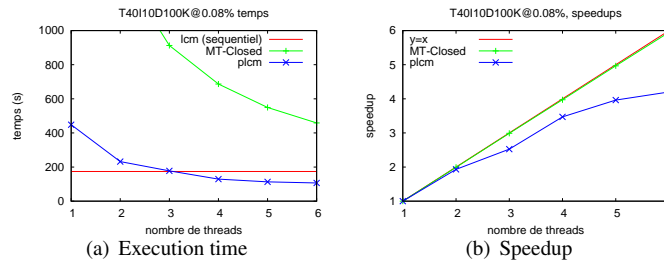 T40I10D100K@0.08% temps
lcm (sequentiel)
MT-Closed
plcm
1000
800
600
400
200
0
temps (s)
1 2 3 4 5 6
nombre de threads
(a) Execution time
T40I10D100K@0.08%, speedups
y=x
MT-Closed
plcm
6
5
4
3
2
1
speedup
1 2 3 4 5
nombre de threads
(b) Speedup